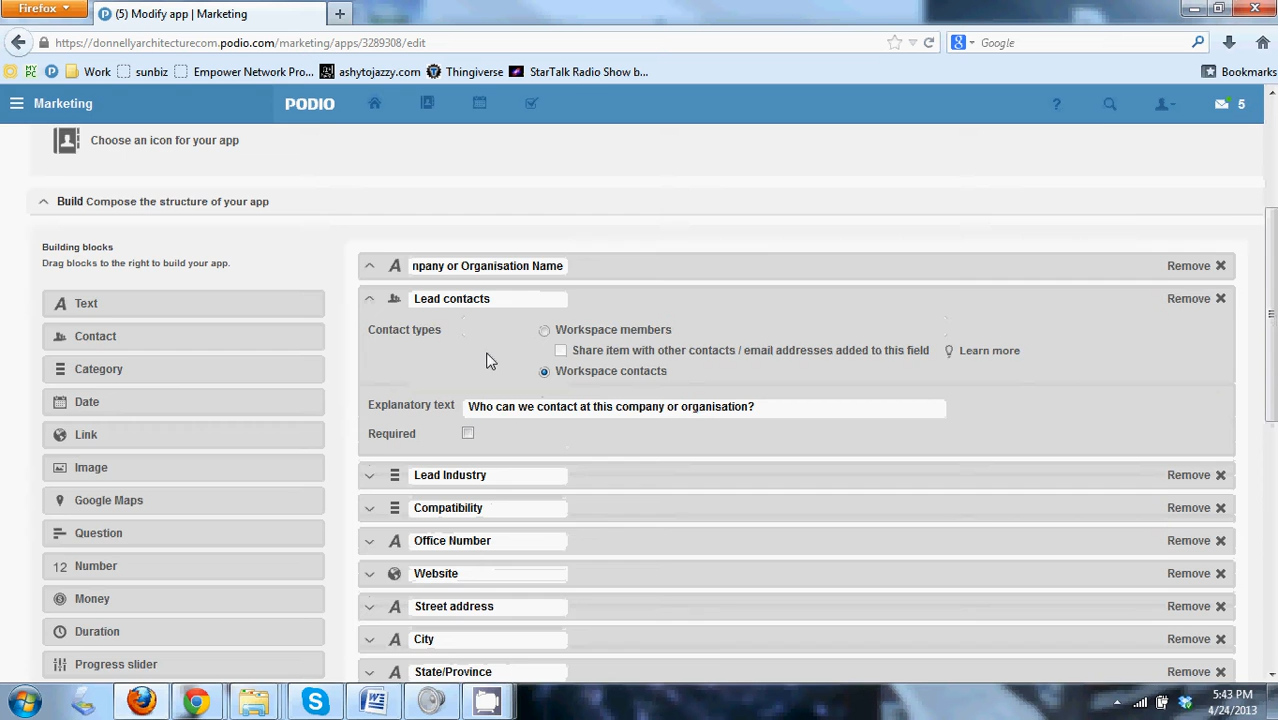 Firefox
(5) Modify app | Marketing
https://donnellyarchitecturecom.podio.com/marketing/apps/3289308/edit
Google
Work
sunbiz
Empower Network Pro...
ashytojazzy.com
Thingiverse
StarTalk Radio Show b...
Bookmarks
Marketing
PODIO
?
5
Choose an icon for your app
Build Compose the structure of your app
Building blocks
Drag blocks to the right to build your app.
Text
Contact
Category
Date
Link
Image
Google Maps
Question
12 Number
Money
Duration
Progress slider
npany or Organisation Name
Remove
Lead contacts
Remove
Contact types
Workspace members
Share item with other contacts / email addresses added to this field
Learn more
Workspace contacts
Explanatory text
Who can we contact at this company or organisation?
Required
Lead Industry
Remove
Compatibility
Remove
Office Number
Remove
Website
Remove
Street address
Remove
City
Remove
State/Province
Remove
5:43 PM
4/24/2013